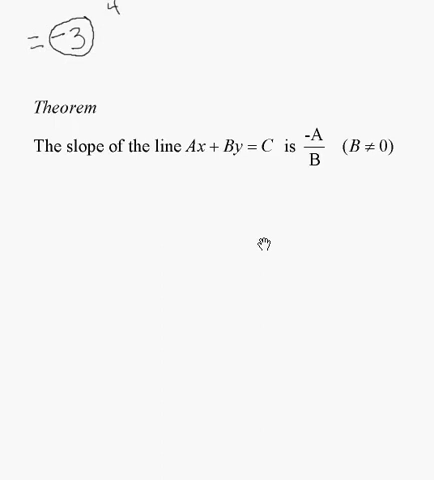 4
= -3
Theorem
The slope of the line Ax + By = C is -A/B (B ≠ 0)